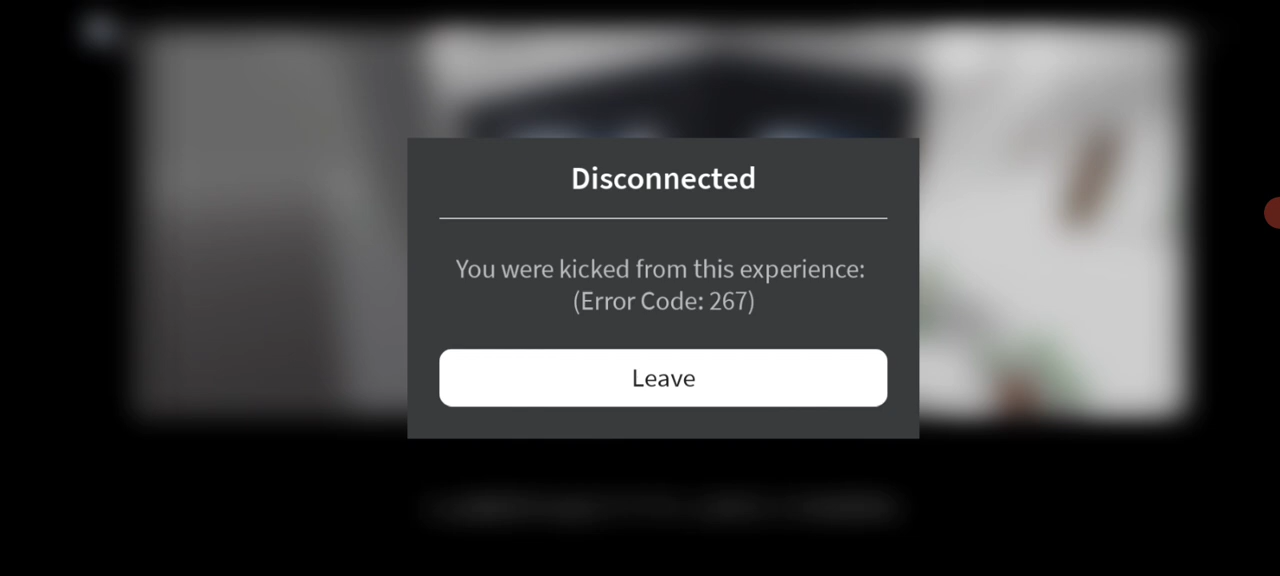 Disconnected
You were kicked from this experience:
(Error Code: 267)
Leave